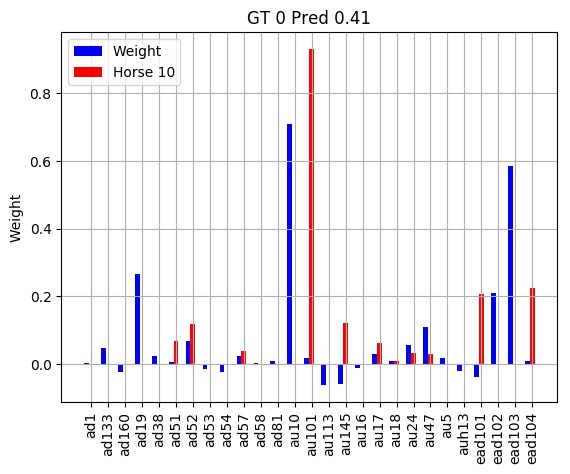 GT 0 Pred 0.41
Weight
Horse 10
Weight
0.8
0.6
0.4
0.2
0.0
ad1
ad133
ad160
ad19
ad38
ad51
ad52
ad53
ad54
ad57
ad58
ad81
au10
au101
au113
au145
au16
au17
au18
au24
au47
au5
auh13
ead101
ead102
ead103
ead104